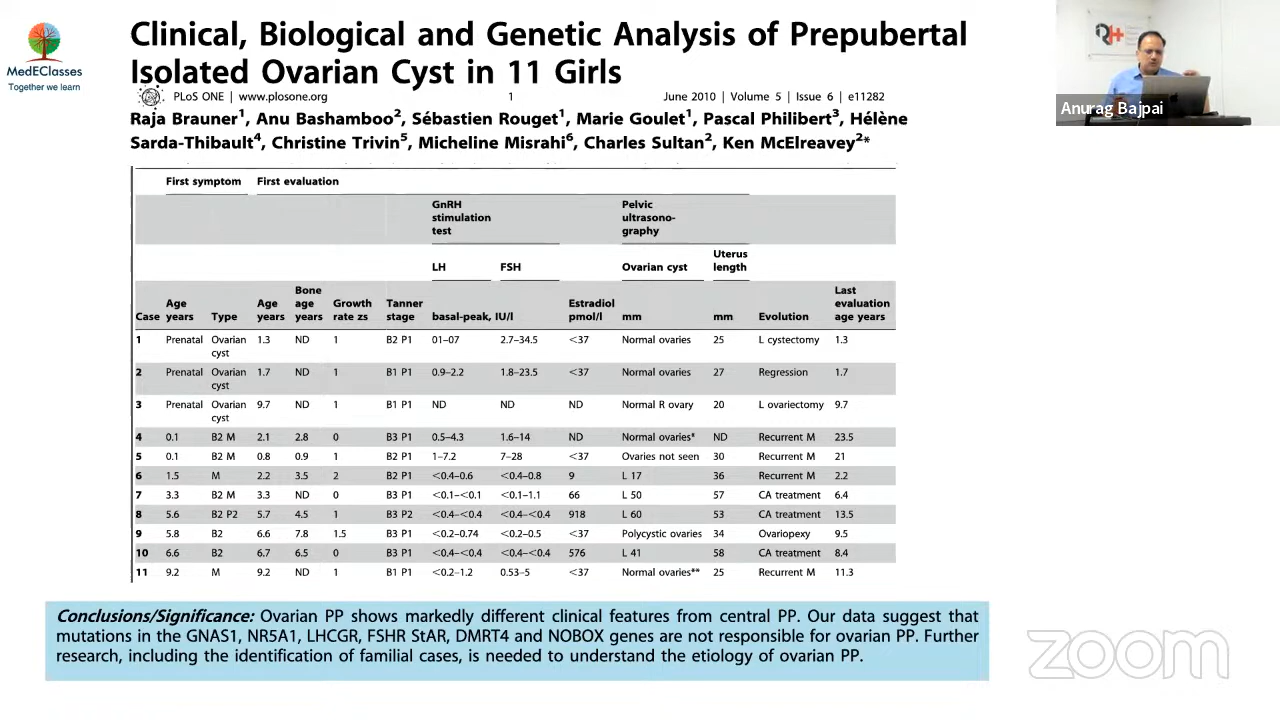 Clinical, Biological and Genetic Analysis of Prepubertal
Isolated Ovarian Cyst in 11 Girls
MedEClasses
Together we learn
PLoS ONE | www.plosone.org 1 June 2010 | Volume 5 | Issue 6 | e11282
Raja Brauner1, Anu Bashamboo2, Sébastien Rouget1, Marie Goulet1, Pascal Philibert3, Hélène
Sarda-Thibault4, Christine Trivin5, Micheline Misrahi6, Charles Sultan2, Ken McElreavey2*
Anurag Bajpai
First symptom First evaluation
GnRH stimulation test Pelvic ultrasono-graphy
LH FSH Ovarian cyst Uterus length
Case Age years Type Age years Bone age years Growth rate zs Tanner stage basal-peak, IU/l Estradiol pmol/l mm mm Evolution Last evaluation age years
1 Prenatal Ovarian cyst 1.3 ND 1 B2 P1 01–07 2.7–34.5 <37 Normal ovaries 25 L cystectomy 1.3
2 Prenatal Ovarian cyst 1.7 ND 1 B1 P1 0.9–2.2 1.8–23.5 <37 Normal ovaries 27 Regression 1.7
3 Prenatal Ovarian cyst 9.7 ND 1 B1 P1 ND ND ND Normal R ovary 20 L ovariectomy 9.7
4 0.1 B2 M 2.1 2.8 0 B3 P1 0.5–4.3 1.6–14 ND Normal ovaries* ND Recurrent M 23.5
5 0.1 B2 M 0.8 0.9 1 B2 P1 1–7.2 7–28 <37 Ovaries not seen 30 Recurrent M 21
6 1.5 M 2.2 3.5 2 B2 P1 <0.4–0.6 <0.4–0.8 9 L 17 36 Recurrent M 2.2
7 3.3 B2 M 3.3 ND 0 B3 P1 <0.1–<0.1 <0.1–1.1 66 L 50 57 CA treatment 6.4
8 5.6 B2 P2 5.7 4.5 1 B3 P2 <0.4–<0.4 <0.4–<0.4 918 L 60 53 CA treatment 13.5
9 5.8 B2 6.6 7.8 1.5 B3 P1 <0.2–0.74 <0.2–0.5 <37 Polycystic ovaries 34 Ovariopexy 9.5
10 6.6 B2 6.7 6.5 0 B3 P1 <0.4–<0.4 <0.4–<0.4 576 L 41 58 CA treatment 8.4
11 9.2 M 9.2 ND 1 B1 P1 <0.2–1.2 0.53–5 <37 Normal ovaries** 25 Recurrent M 11.3
Conclusions/Significance: Ovarian PP shows markedly different clinical features from central PP. Our data suggest that
mutations in the GNAS1, NR5A1, LHCGR, FSHR StAR, DMRT4 and NOBOX genes are not responsible for ovarian PP. Further
research, including the identification of familial cases, is needed to understand the etiology of ovarian PP.
zoom